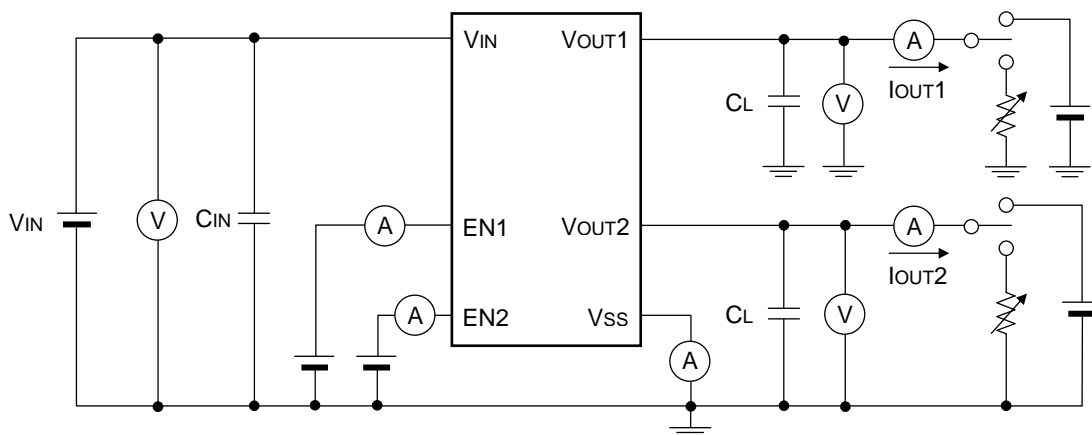 VIN VOUT1 A
IOUT1
CL V
VIN V CIN A EN1 VOUT2 A
IOUT2
A EN2 VSS CL V
A